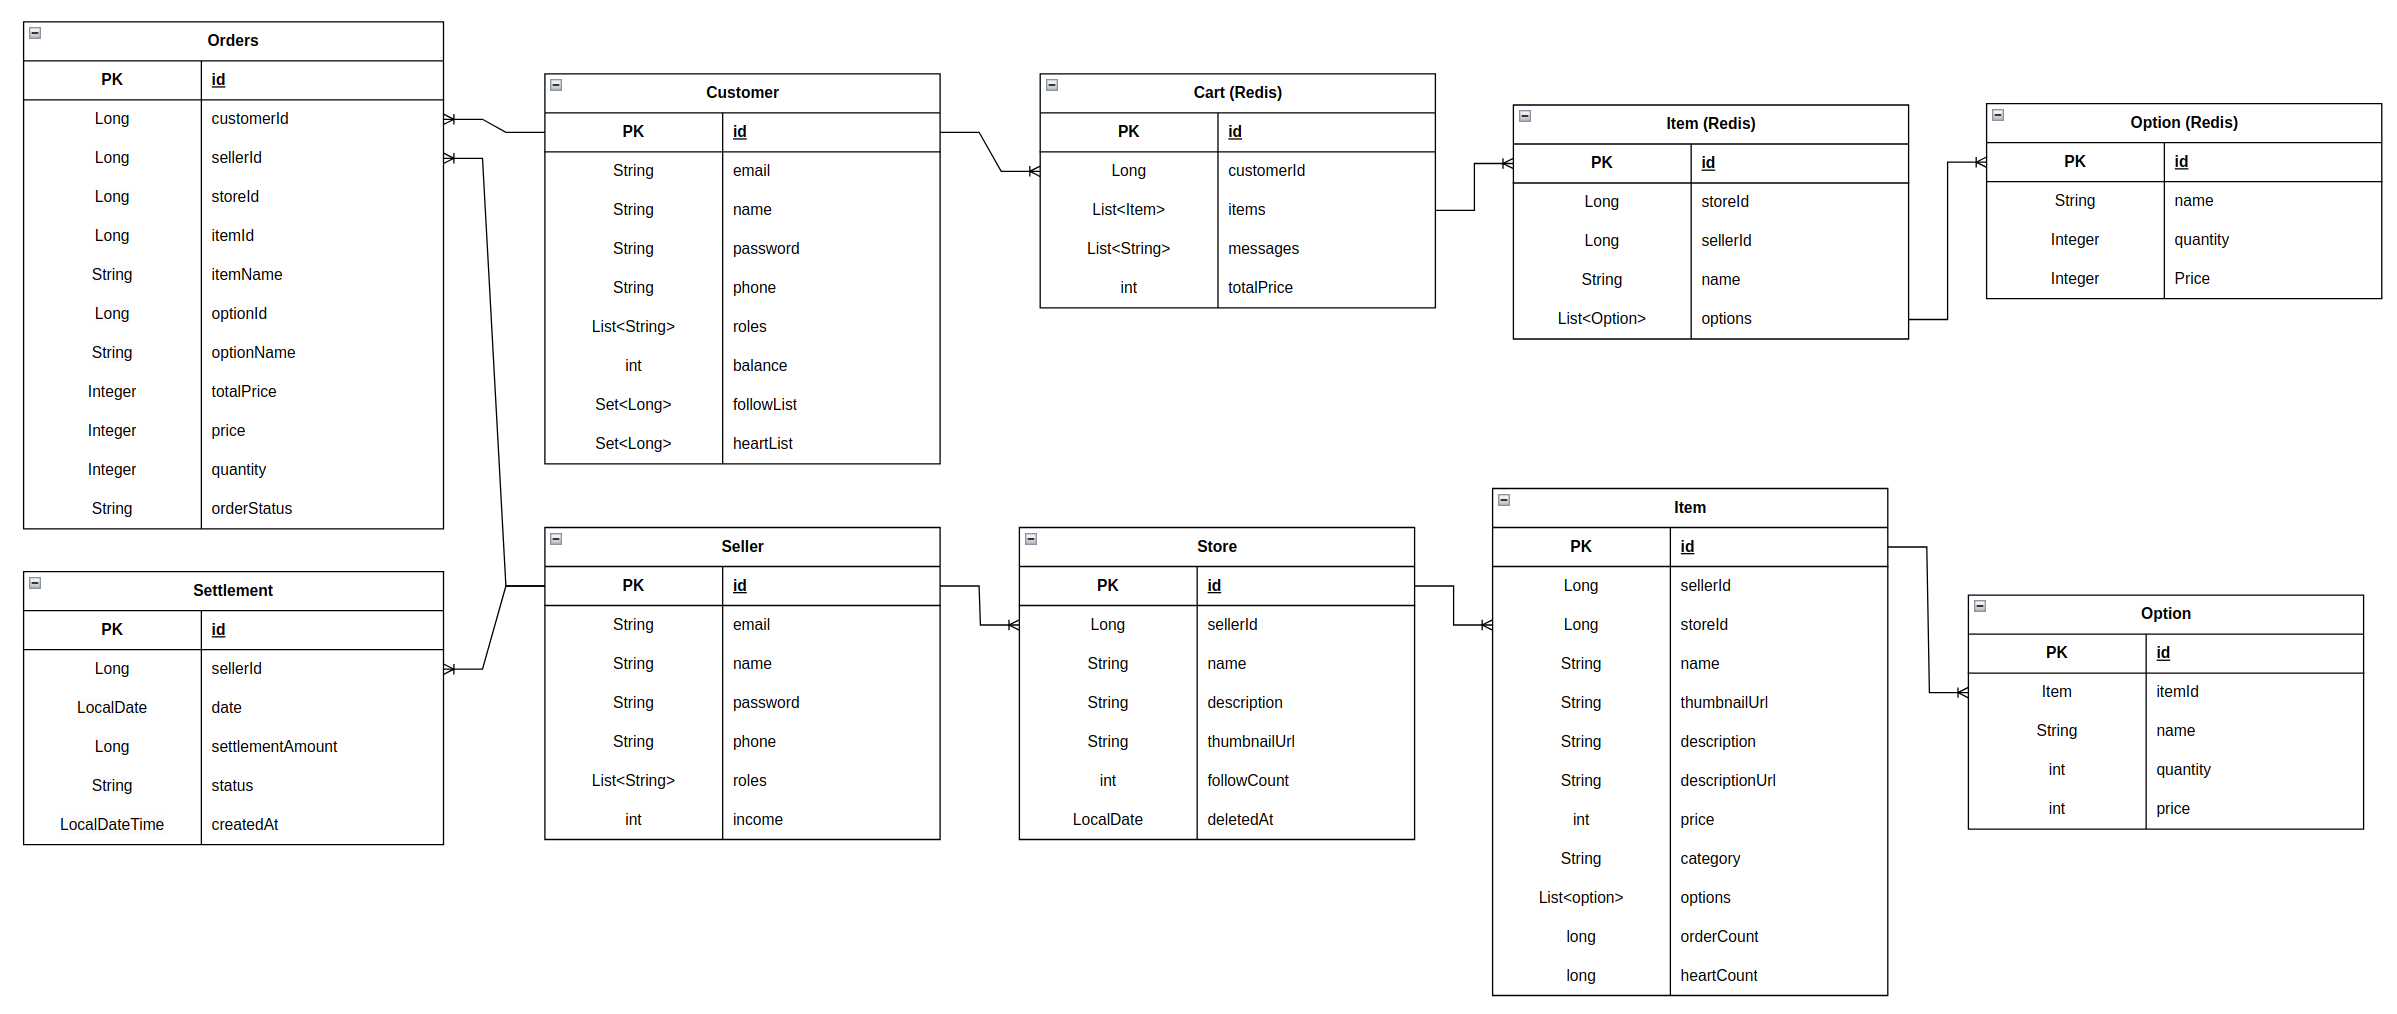 Orders
PK id
Long customerId
Long sellerId
Long storeId
Long itemId
String itemName
Long optionId
String optionName
Integer totalPrice
Integer price
Integer quantity
String orderStatus
Customer
PK id
String email
String name
String password
String phone
List<String> roles
int balance
Set<Long> followList
Set<Long> heartList
Cart (Redis)
PK id
Long customerId
List<Item> items
List<String> messages
int totalPrice
Item (Redis)
PK id
Long storeId
Long sellerId
String name
List<Option> options
Option (Redis)
PK id
String name
Integer quantity
Integer Price
Settlement
PK id
Long sellerId
LocalDate date
Long settlementAmount
String status
LocalDateTime createdAt
Seller
PK id
String email
String name
String password
String phone
List<String> roles
int income
Store
PK id
Long sellerId
String name
String description
String thumbnailUrl
int followCount
LocalDate deletedAt
Item
PK id
Long sellerId
Long storeId
String name
String thumbnailUrl
String description
String descriptionUrl
int price
String category
List<option> options
long orderCount
long heartCount
Option
PK id
Item itemId
String name
int quantity
int price